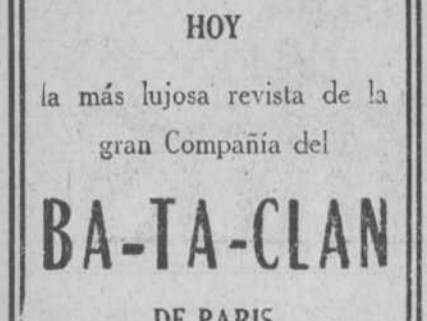 HOY
la más lujosa revista de la
gran Compañía del
BA-TA-CLAN
DE PARIS